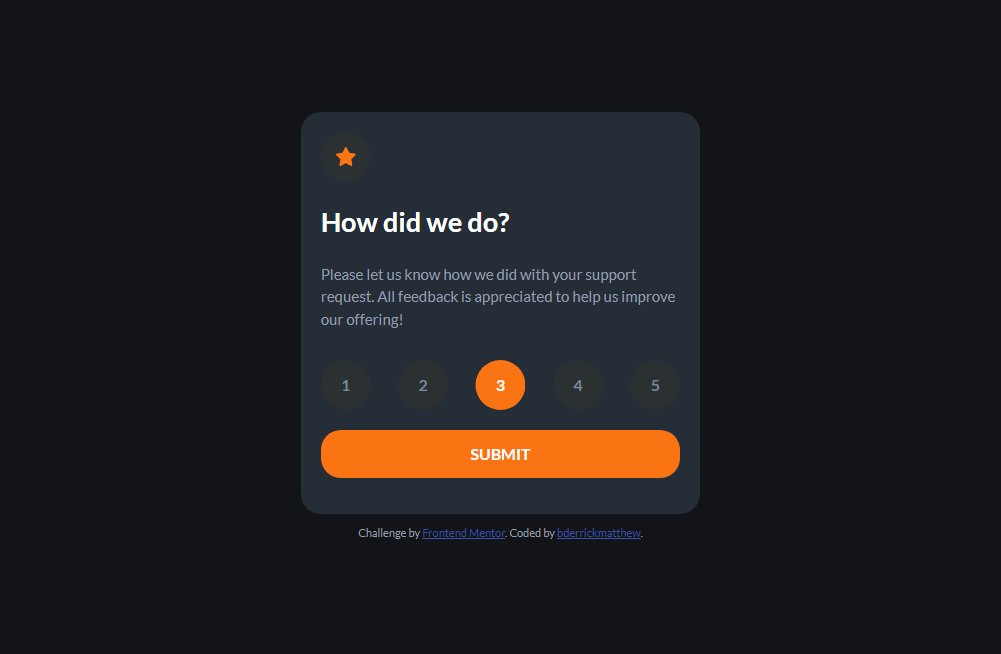 How did we do?
Please let us know how we did with your support
request. All feedback is appreciated to help us improve
our offering!
1 2 3 4 5
SUBMIT
Challenge by Frontend Mentor. Coded by bderrickmatthew.